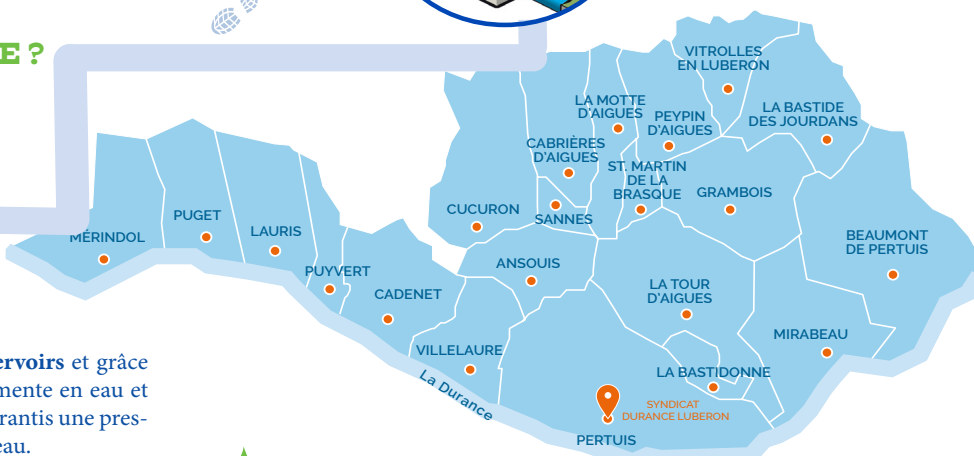 E ?
VITROLLES
EN LUBERON
LA MOTTE
D'AIGUES
PEYPIN
D'AIGUES
LA BASTIDE
DES JOURDANS
CABRIÈRES
D'AIGUES
ST. MARTIN
DE LA
BRASQUE
GRAMBOIS
CUCURON
SANNES
PUGET
MÉRINDOL
LAURIS
BEAUMONT
DE PERTUIS
PUYVERT
ANSOUIS
CADENET
LA TOUR
D'AIGUES
MIRABEAU
VILLELAURE
LA BASTIDONNE
La Durance
SYNDICAT
DURANCE LUBERON
PERTUIS
ervoirs et grâce
mente en eau et
rantis une pres-
eau.